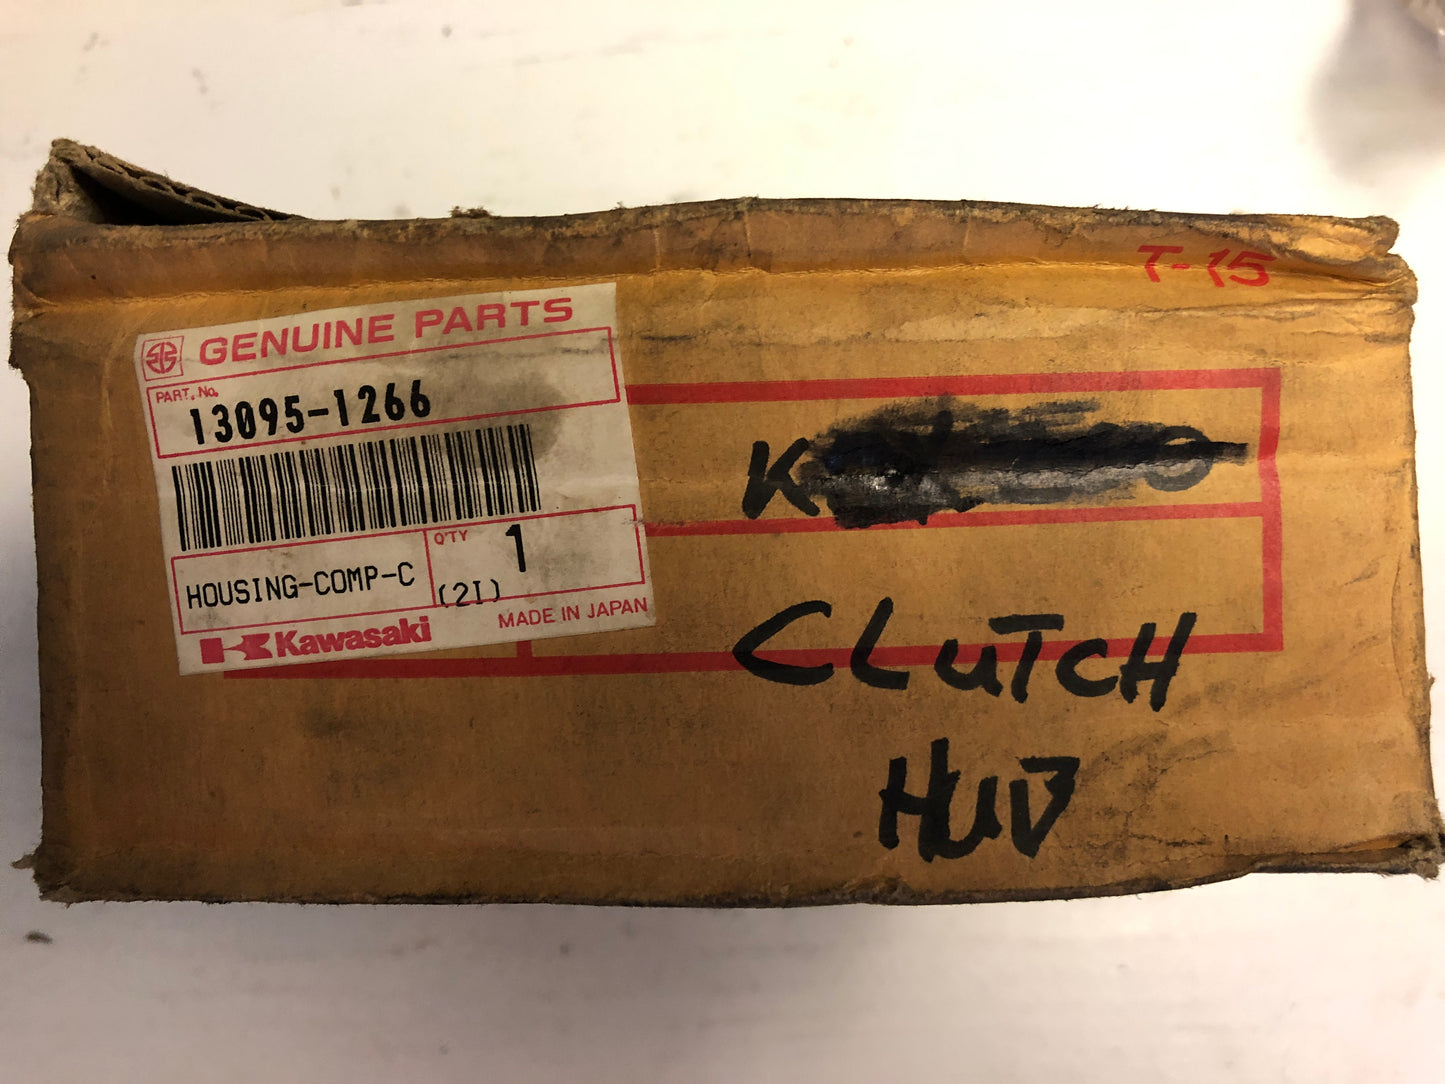 T-15
GENUINE PARTS
PART. No.
13095-1266
HOUSING-COMP-C
Q'TY
1
(2I)
Kawasaki
MADE IN JAPAN
K
CLUTCH
HUB